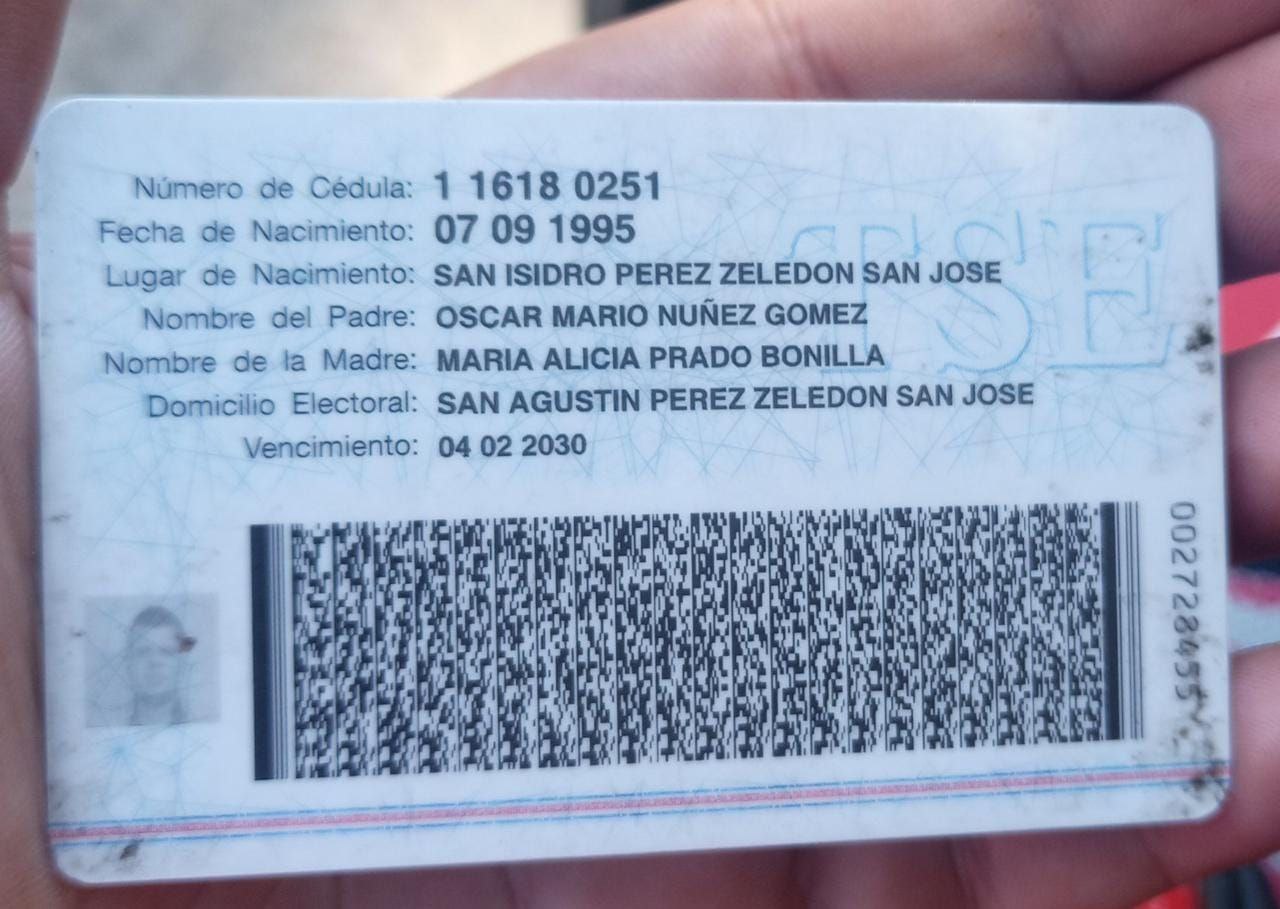 Número de Cédula: 1 1618 0251
Fecha de Nacimiento: 07 09 1995
Lugar de Nacimiento: SAN ISIDRO PEREZ ZELEDON SAN JOSE
Nombre del Padre: OSCAR MARIO NUÑEZ GOMEZ
Nombre de la Madre: MARIA ALICIA PRADO BONILLA
Domicilio Electoral: SAN AGUSTIN PEREZ ZELEDON SAN JOSE
Vencimiento: 04 02 2030
TSE